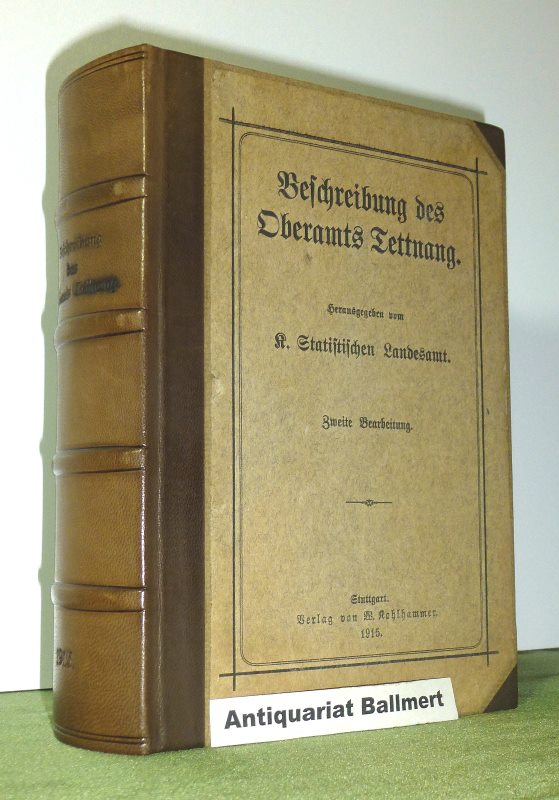 Beschreibung des
Oberamts Tettnang.
Herausgegeben vom
K. Statistischen Landesamt.
Zweite Bearbeitung.
Stuttgart.
Verlag von W. Kohlhammer.
1915.
Antiquariat Ballmert